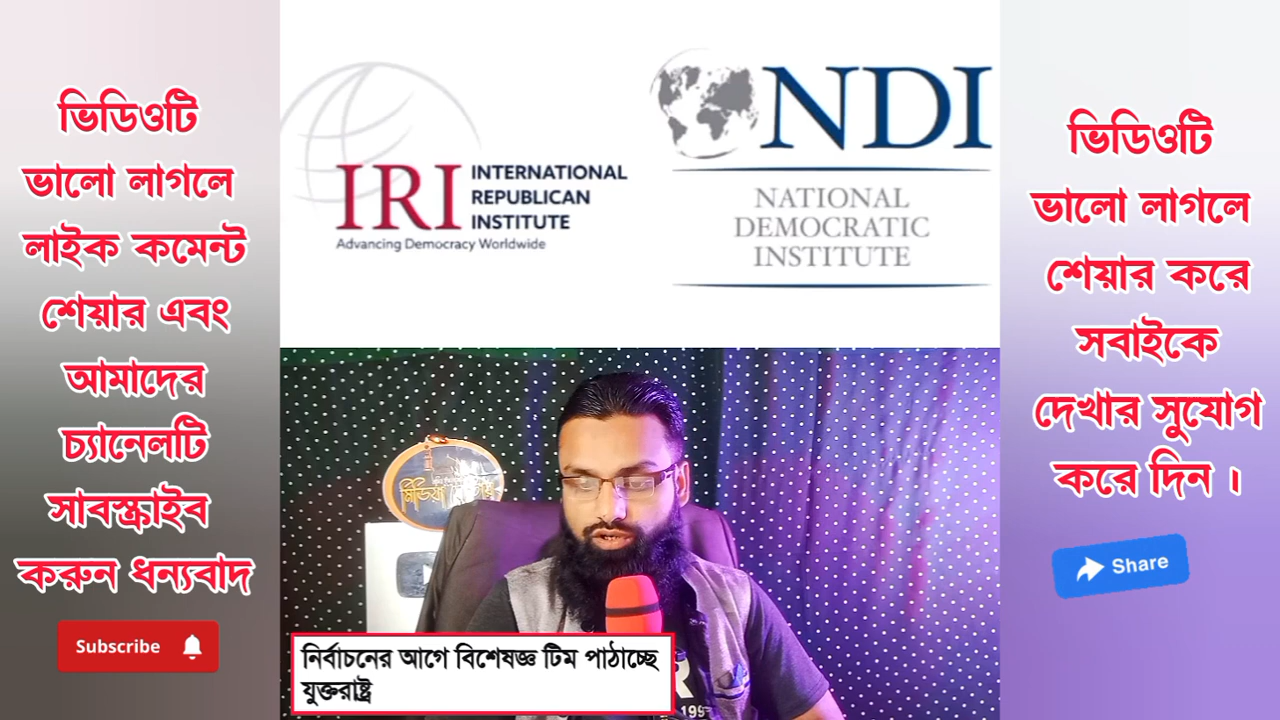 ভিডিওটি
ভালো লাগলে
লাইক কমেন্ট
শেয়ার এবং
আমাদের
চ্যানেলটি
সাবস্ক্রাইব
করুন ধন্যবাদ
Subscribe
IRI INTERNATIONAL
REPUBLICAN
INSTITUTE
Advancing Democracy Worldwide
NDI
NATIONAL
DEMOCRATIC
INSTITUTE
মিডিয়া
নির্বাচনের আগে বিশেষজ্ঞ টিম পাঠাচ্ছে
যুক্তরাষ্ট্র
ভিডিওটি
ভালো লাগলে
শেয়ার করে
সবাইকে
দেখার সুযোগ
করে দিন ।
Share